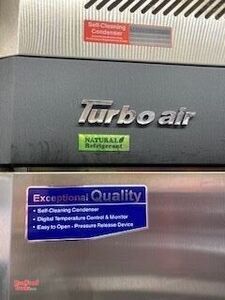 Self-Cleaning
Condenser
Turbo air
NATURAL
Refrigerant
Exceptional Quality
• Self-Cleaning Condenser
• Digital Temperature Control & Monitor
• Easy to Open - Pressure Release Device